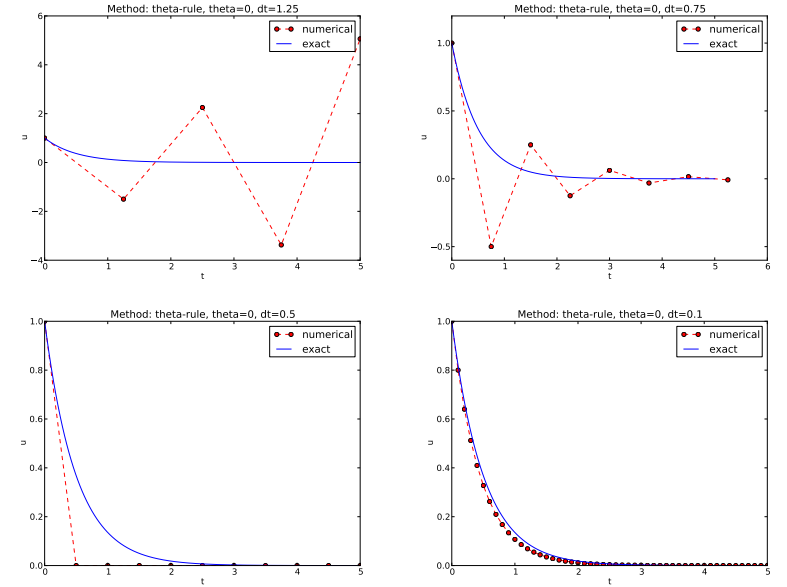 Method: theta-rule, theta=0, dt=1.25
6
4
2
0
−2
−4
u
numerical
exact
0 1 2 3 4 5
t
Method: theta-rule, theta=0, dt=0.75
1.0
0.5
0.0
−0.5
u
numerical
exact
0 1 2 3 4 5 6
t
Method: theta-rule, theta=0, dt=0.5
1.0
0.8
0.6
0.4
0.2
0.0
u
numerical
exact
0 1 2 3 4 5
t
Method: theta-rule, theta=0, dt=0.1
1.0
0.8
0.6
0.4
0.2
0.0
u
numerical
exact
0 1 2 3 4 5
t